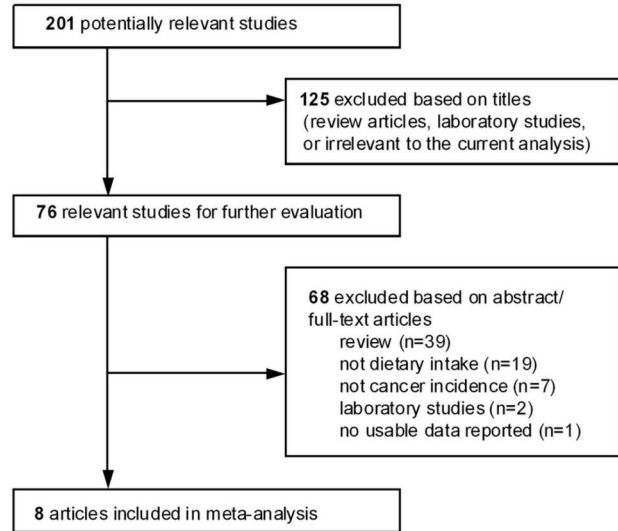 201 potentially relevant studies
125 excluded based on titles
(review articles, laboratory studies,
or irrelevant to the current analysis)
76 relevant studies for further evaluation
68 excluded based on abstract/
full-text articles
review (n=39)
not dietary intake (n=19)
not cancer incidence (n=7)
laboratory studies (n=2)
no usable data reported (n=1)
8 articles included in meta-analysis